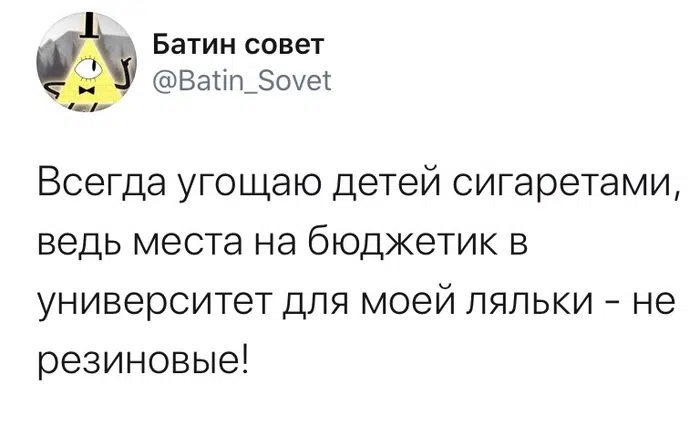 Батин совет
@Batin_Sovet
Всегда угощаю детей сигаретами,
ведь места на бюджетик в
университет для моей ляльки - не
резиновые!